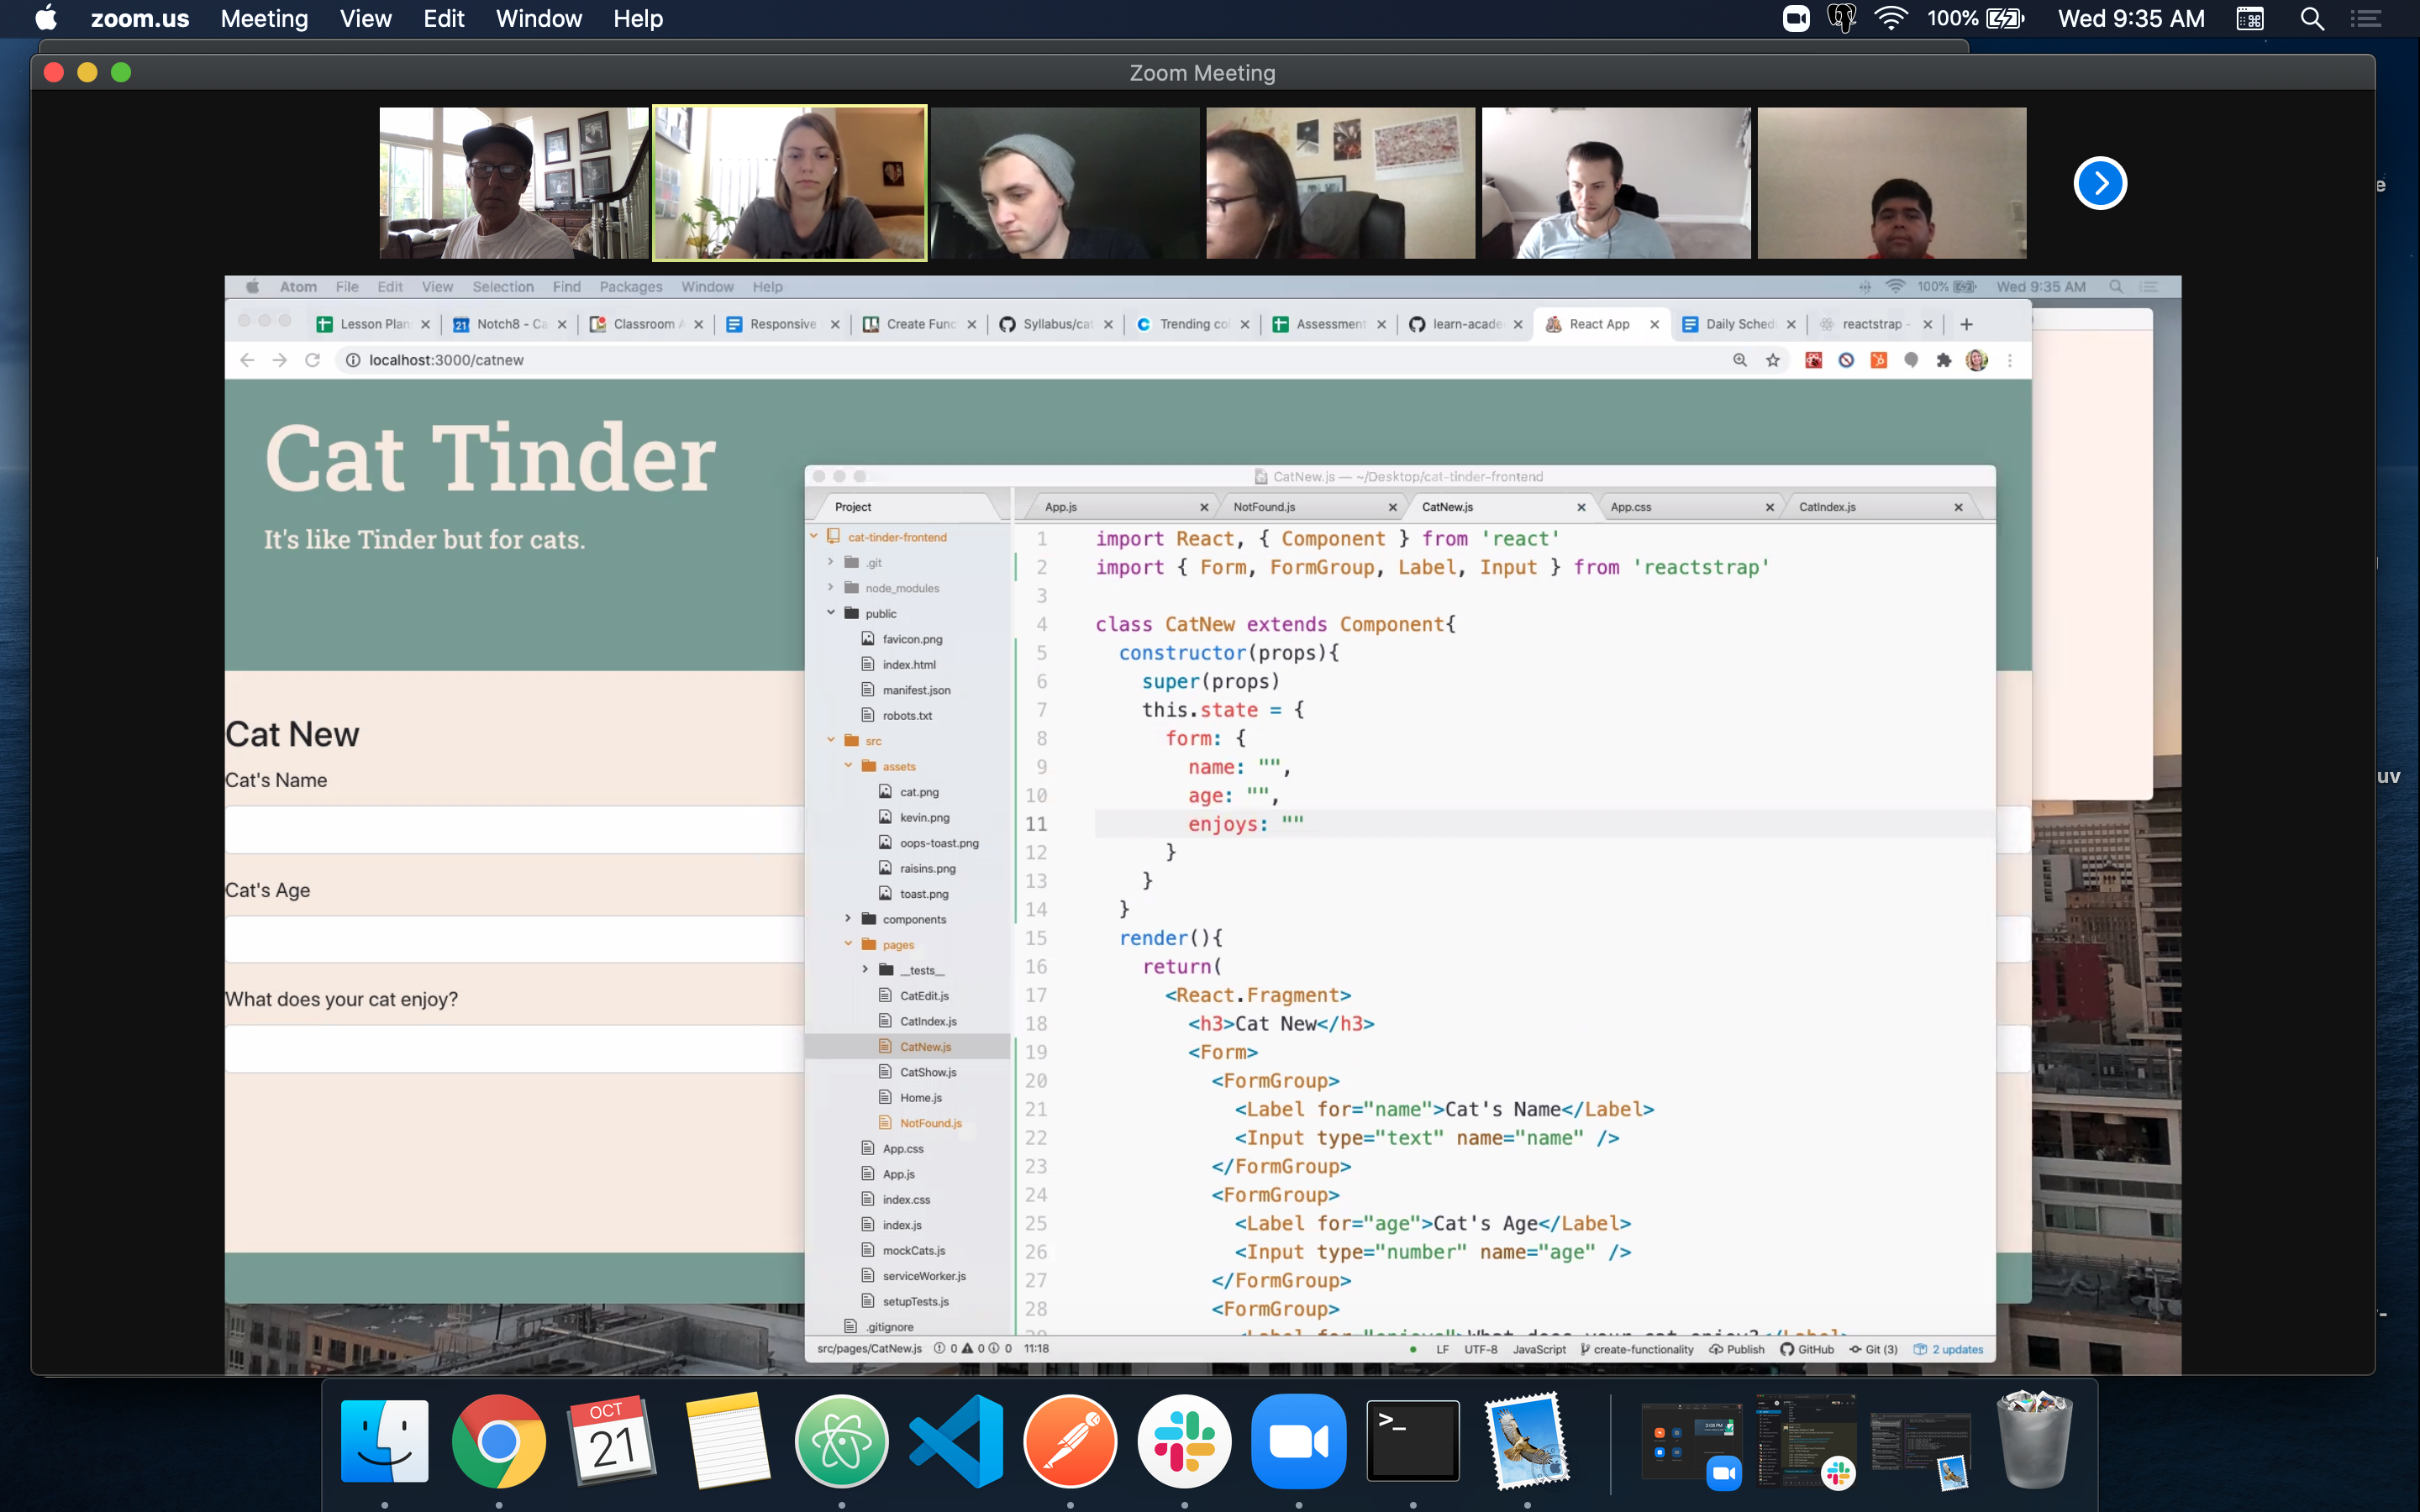 zoom.us Meeting View Edit Window Help 100% Wed 9:35 AM
Zoom Meeting
Atom File Edit View Selection Find Packages Window Help 100% Wed 9:35 AM
Lesson Plan Notch8 - Ca Classroom A Responsive Create Func Syllabus/cat Trending col Assessment learn-acade React App Daily Sched reactstrap -
localhost:3000/catnew
Cat Tinder
It's like Tinder but for cats.
Cat New
Cat's Name
Cat's Age
What does your cat enjoy?
CatNew.js — ~/Desktop/cat-tinder-frontend
Project
App.js NotFound.js CatNew.js App.css CatIndex.js
cat-tinder-frontend
.git
node_modules
public
favicon.png
index.html
manifest.json
robots.txt
src
assets
cat.png
kevin.png
oops-toast.png
raisins.png
toast.png
components
pages
__tests__
CatEdit.js
CatIndex.js
CatNew.js
CatShow.js
Home.js
NotFound.js
App.css
App.js
index.css
index.js
mockCats.js
serviceWorker.js
setupTests.js
.gitignore
1 import React, { Component } from 'react'
2 import { Form, FormGroup, Label, Input } from 'reactstrap'
3
4 class CatNew extends Component{
5 constructor(props){
6 super(props)
7 this.state = {
8 form: {
9 name: "",
10 age: "",
11 enjoys: ""
12 }
13 }
14 }
15 render(){
16 return(
17 <React.Fragment>
18 <h3>Cat New</h3>
19 <Form>
20 <FormGroup>
21 <Label for="name">Cat's Name</Label>
22 <Input type="text" name="name" />
23 </FormGroup>
24 <FormGroup>
25 <Label for="age">Cat's Age</Label>
26 <Input type="number" name="age" />
27 </FormGroup>
28 <FormGroup>
<Label for="enjoys">What does your cat enjoy?</Label>
src/pages/CatNew.js 0 0 0 11:18 LF UTF-8 JavaScript create-functionality Publish GitHub Git (3) 2 updates
e
uv
OCT
21
>_